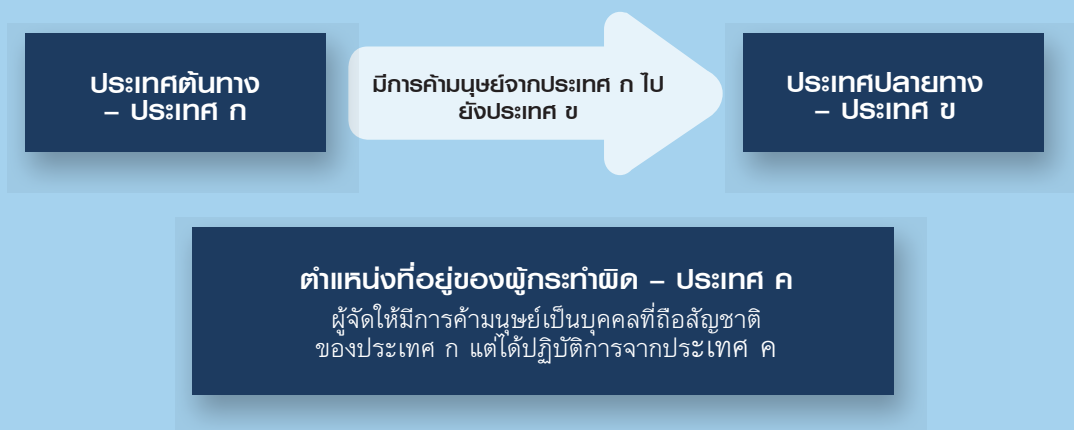 ประเทศต้นทาง
– ประเทศ ก
มีการค้ามนุษย์จากประเทศ ก ไป
ยังประเทศ ข
ประเทศปลายทาง
– ประเทศ ข
ตำแหน่งที่อยู่ของผู้กระทำผิด – ประเทศ ค
ผู้จัดให้มีการค้ามนุษย์เป็นบุคคลที่ถือสัญชาติ
ของประเทศ ก แต่ได้ปฏิบัติการจากประเทศ ค